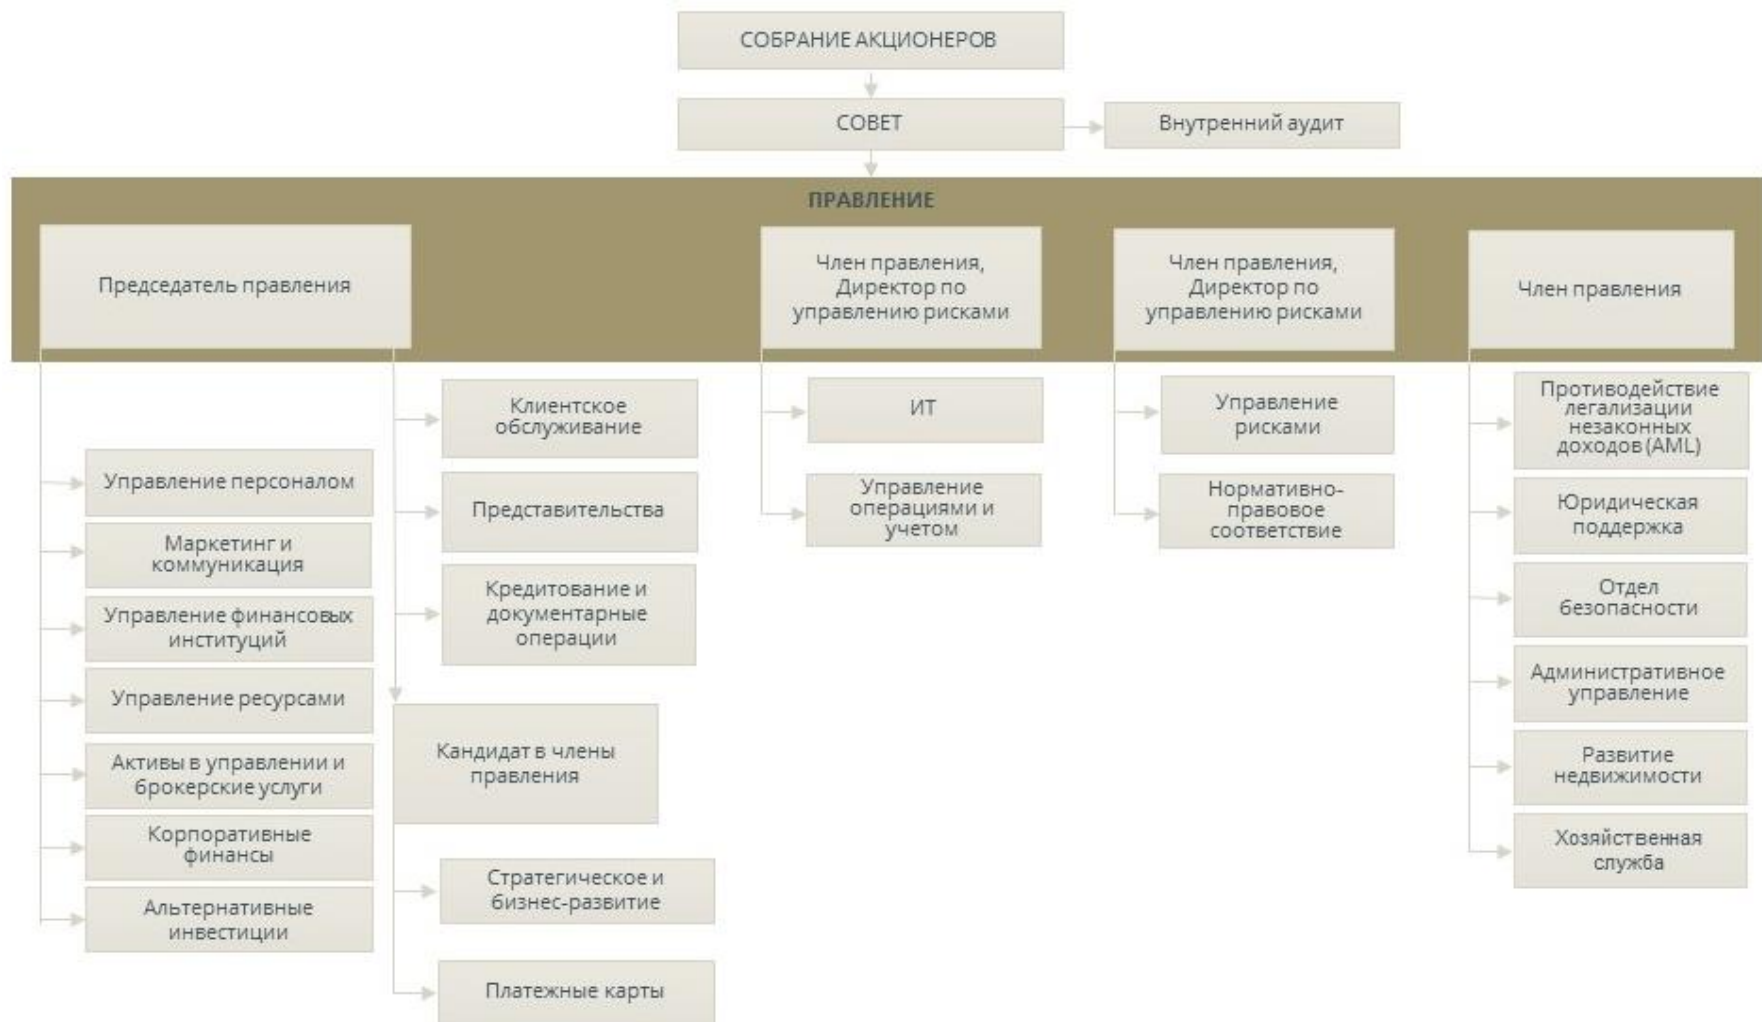 СОБРАНИЕ АКЦИОНЕРОВ
СОВЕТ
Внутренний аудит
ПРАВЛЕНИЕ
Председатель правления
Член правления,
Директор по
управлению рисками
Член правления,
Директор по
управлению рисками
Член правления
Управление персоналом
Маркетинг и
коммуникация
Управление финансовых
институций
Управление ресурсами
Активы в управлении и
брокерские услуги
Корпоративные
финансы
Альтернативные
инвестиции
Клиентское
обслуживание
Представительства
Кредитование и
документарные
операции
Кандидат в члены
правления
Стратегическое и
бизнес-развитие
Платежные карты
ИТ
Управление
операциями и
учетом
Управление
рисками
Нормативно-
правовое
соответствие
Противодействие
легализации
незаконных
доходов (AML)
Юридическая
поддержка
Отдел
безопасности
Административное
управление
Развитие
недвижимости
Хозяйственная
служба